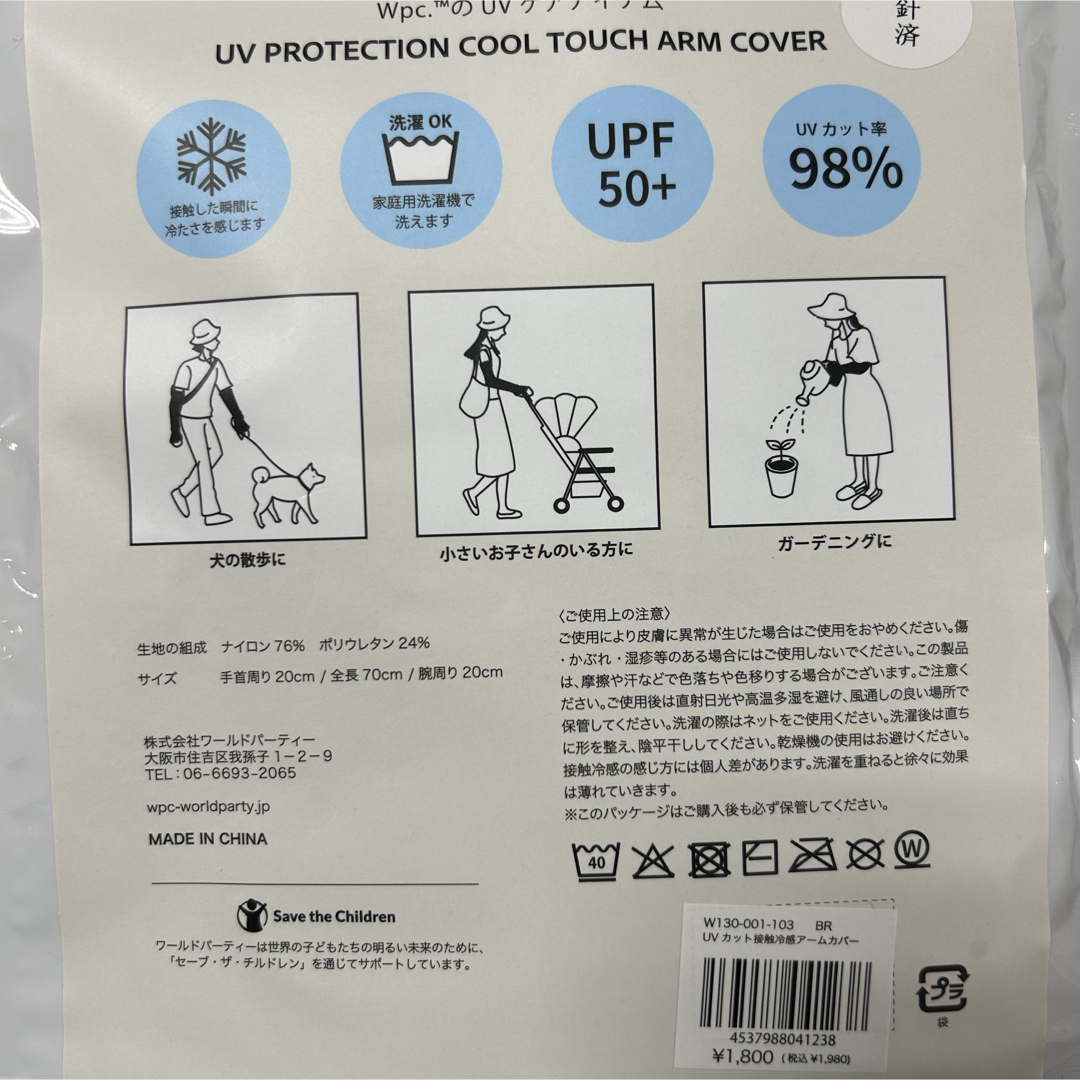 Wpc.™の UV ケアアイテム
針
済
UV PROTECTION COOL TOUCH ARM COVER
接触した瞬間に
冷たさを感じます
洗濯 OK
家庭用洗濯機で
洗えます
UPF
50+
UV カット率
98%
犬の散歩に
小さいお子さんのいる方に
ガーデニングに
生地の組成 ナイロン 76% ポリウレタン 24%
サイズ 手首周り 20cm / 全長 70cm / 腕周り 20cm
株式会社ワールドパーティー
大阪市住吉区我孫子 1-2-9
TEL:06-6693-2065
wpc-worldparty.jp
MADE IN CHINA
Save the Children
ワールドパーティーは世界の子どもたちの明るい未来のために、
「セーブ・ザ・チルドレン」を通じてサポートしています。
〈ご使用上の注意〉
ご使用により皮膚に異常が生じた場合はご使用をおやめください。傷
・かぶれ・湿疹等のある場合にはご使用しないでください。この製品
は、摩擦や汗などで色落ちや色移りする場合がございます。ご注意く
ださい。ご使用後は直射日光や高温多湿を避け、風通しの良い場所で
保管してください。洗濯の際はネットをご使用ください。洗濯後は直ち
に形を整え、陰平干ししてください。乾燥機の使用はお避けください。
接触冷感の感じ方には個人差があります。洗濯を重ねると徐々に効果
は薄れていきます。
※このパッケージはご購入後も必ず保管してください。
40
W
W130-001-103 BR
UV カット接触冷感アームカバー
4537988041238
¥1,800 (税込 ¥1,980)
プラ
袋